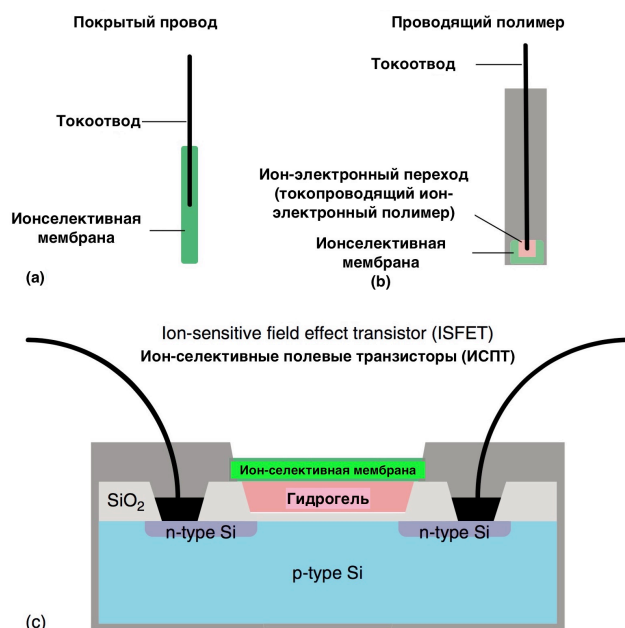 Покрытый провод
Токоотвод
Ионселективная
мембрана
(a)
Проводящий полимер
Токоотвод
Ион-электронный переход
(токопроводящий ион-
электронный полимер)
Ионселективная
мембрана
(b)
Ion-sensitive field effect transistor (ISFET)
Ион-селективные полевые транзисторы (ИСПТ)
Ион-селективная мембрана
SiO2
Гидрогель
n-type Si
n-type Si
p-type Si
(c)